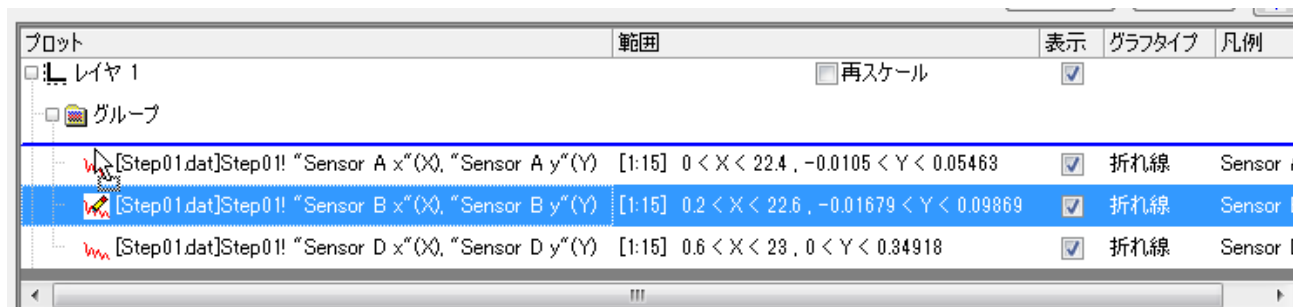 プロット 範囲 表示 グラフタイプ 凡例
レイヤ 1 再スケール
グループ
[Step01.dat]Step01! "Sensor A x"(X), "Sensor A y"(Y) [1:15] 0 < X < 22.4 , -0.0105 < Y < 0.05463 折れ線 Sensor
[Step01.dat]Step01! "Sensor B x"(X), "Sensor B y"(Y) [1:15] 0.2 < X < 22.6 , -0.01679 < Y < 0.09869 折れ線 Sensor
[Step01.dat]Step01! "Sensor D x"(X), "Sensor D y"(Y) [1:15] 0.6 < X < 23 , 0 < Y < 0.34918 折れ線 Sensor